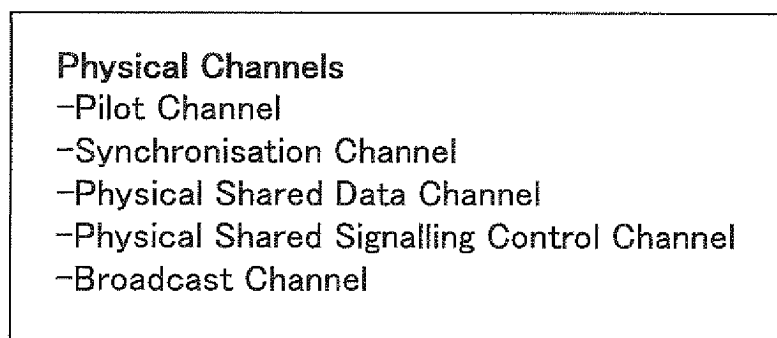 Physical Channels
-Pilot Channel
-Synchronisation Channel
-Physical Shared Data Channel
-Physical Shared Signalling Control Channel
-Broadcast Channel